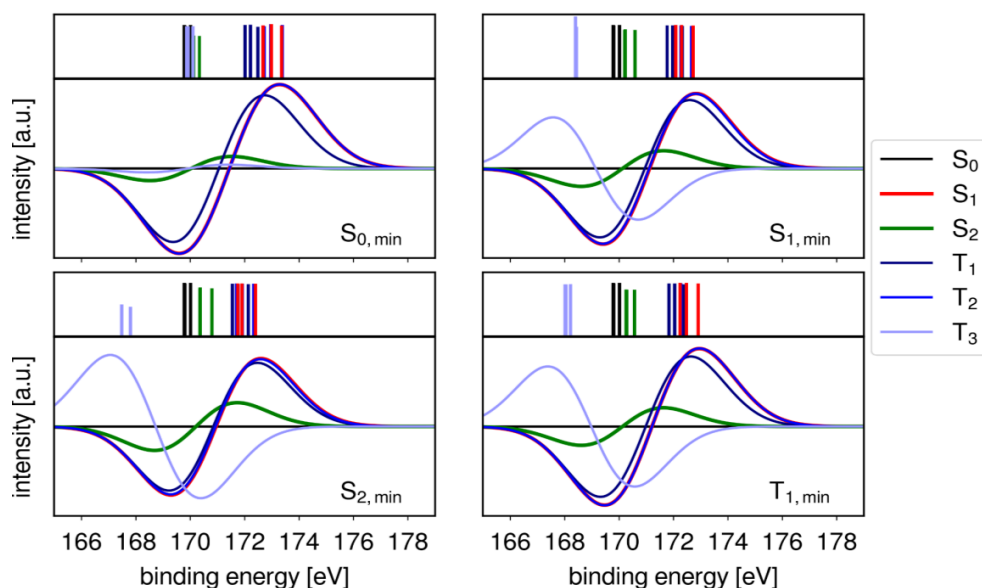 intensity [a.u.]
S0,min
S1,min
S0
S1
S2
T1
T2
T3
intensity [a.u.]
S2,min
T1,min
166 168 170 172 174 176 178
166 168 170 172 174 176 178
binding energy [eV]
binding energy [eV]